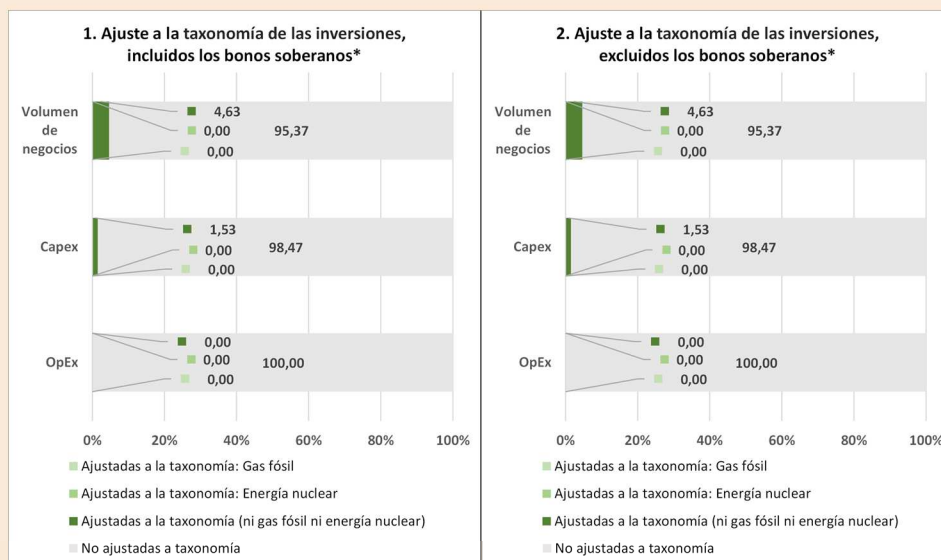 1. Ajuste a la taxonomía de las inversiones,
incluidos los bonos soberanos*
Volumen
de
negocios
4,63
0,00
0,00
95,37
Capex
1,53
0,00
0,00
98,47
OpEx
0,00
0,00
0,00
100,00
0% 20% 40% 60% 80% 100%
Ajustadas a la taxonomía: Gas fósil
Ajustadas a la taxonomía: Energía nuclear
Ajustadas a la taxonomía (ni gas fósil ni energía nuclear)
No ajustadas a taxonomía
2. Ajuste a la taxonomía de las inversiones,
excluidos los bonos soberanos*
Volumen
de
negocios
4,63
0,00
0,00
95,37
Capex
1,53
0,00
0,00
98,47
OpEx
0,00
0,00
0,00
100,00
0% 20% 40% 60% 80% 100%
Ajustadas a la taxonomía: Gas fósil
Ajustadas a la taxonomía: Energía nuclear
Ajustadas a la taxonomía (ni gas fósil ni energía nuclear)
No ajustadas a taxonomía